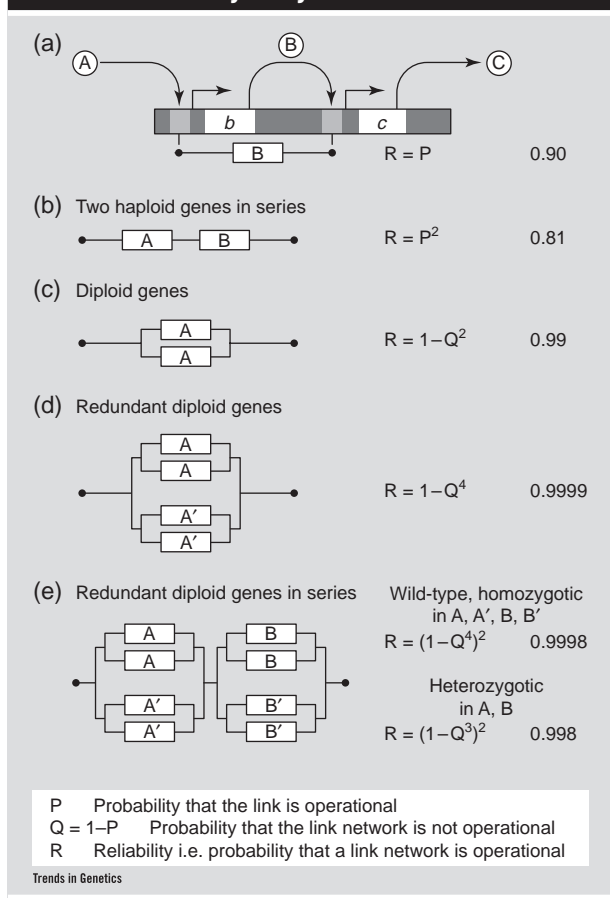 (a)
A
B
C
b
c
B
R = P 0.90
(b) Two haploid genes in series
A B
R = P² 0.81
(c) Diploid genes
A
A
R = 1–Q² 0.99
(d) Redundant diploid genes
A
A
A′
A′
R = 1–Q⁴ 0.9999
(e) Redundant diploid genes in series
A B
A B
A′ B′
A′ B′
Wild-type, homozygotic
in A, A′, B, B′
R = (1–Q⁴)² 0.9998
Heterozygotic
in A, B
R = (1–Q³)² 0.998
P Probability that the link is operational
Q = 1–P Probability that the link network is not operational
R Reliability i.e. probability that a link network is operational
Trends in Genetics